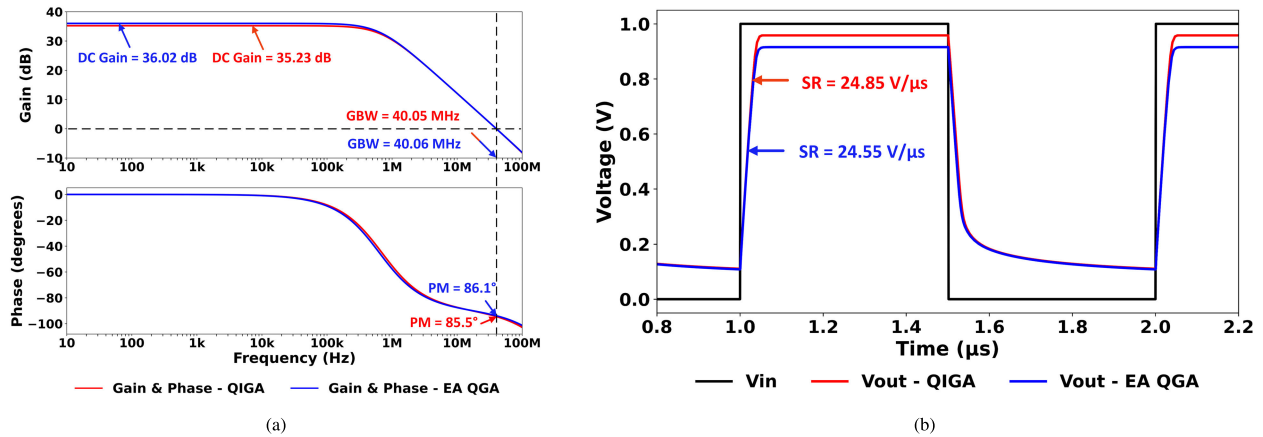 40
30
20
10
0
−10
Gain (dB)
DC Gain = 36.02 dB
DC Gain = 35.23 dB
GBW = 40.05 MHz
GBW = 40.06 MHz
10
100
1k
10k
100k
1M
10M
100M
0
−20
−40
−60
−80
−100
Phase (degrees)
PM = 86.1°
PM = 85.5°
10
100
1k
10k
100k
1M
10M
100M
Frequency (Hz)
Gain & Phase - QIGA
Gain & Phase - EA QGA
(a)
1.0
0.8
0.6
0.4
0.2
0.0
Voltage (V)
SR = 24.85 V/μs
SR = 24.55 V/μs
0.8
1.0
1.2
1.4
1.6
1.8
2.0
2.2
Time (μs)
Vin
Vout - QIGA
Vout - EA QGA
(b)